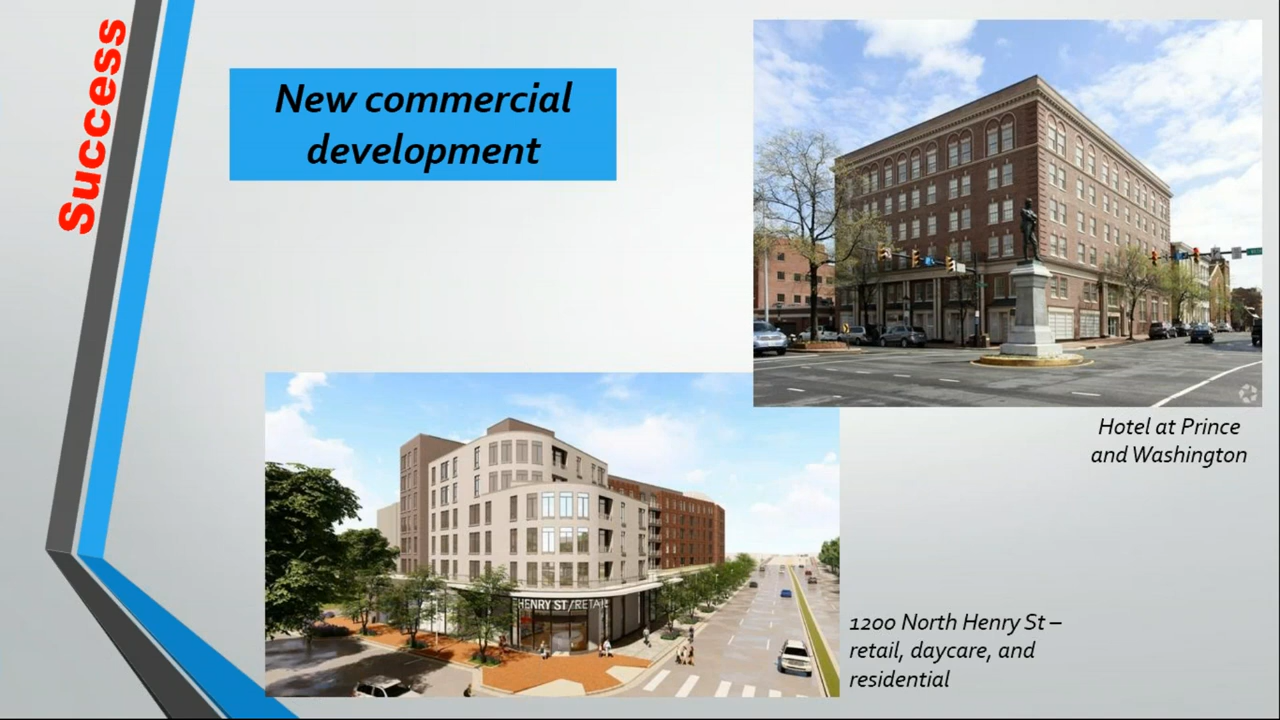 Success
New commercial
development
Hotel at Prince
and Washington
HENRY ST/RETAIL
1200 North Henry St –
retail, daycare, and
residential